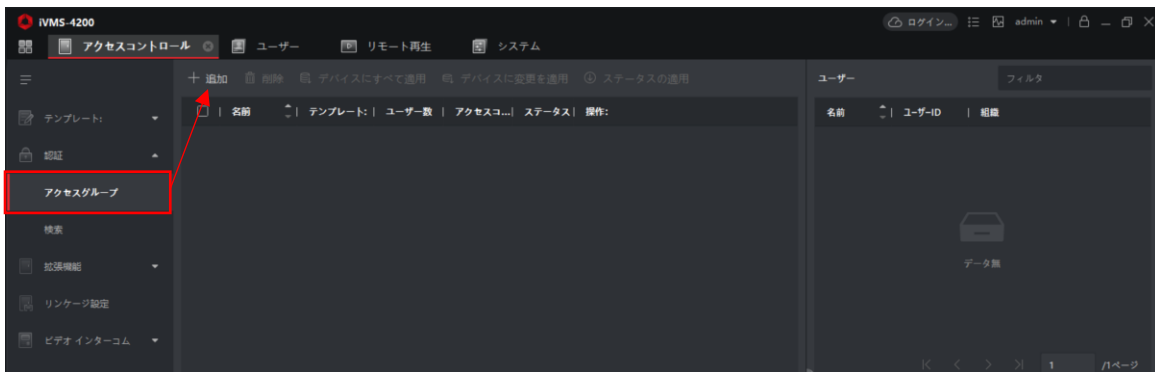 iVMS-4200
ログイン... admin
アクセスコントロール ユーザー リモート再生 システム
追加 削除 デバイスにすべて適用 デバイスに変更を適用 ステータスの適用
ユーザー フィルタ
名前 | テンプレート: | ユーザー数 | アクセスコ...| ステータス| 操作:
名前 | ユーザーID | 組織
テンプレート:
認証
アクセスグループ
検索
拡張機能
リンケージ設定
ビデオ インターコム
データ無
1 /1ページ